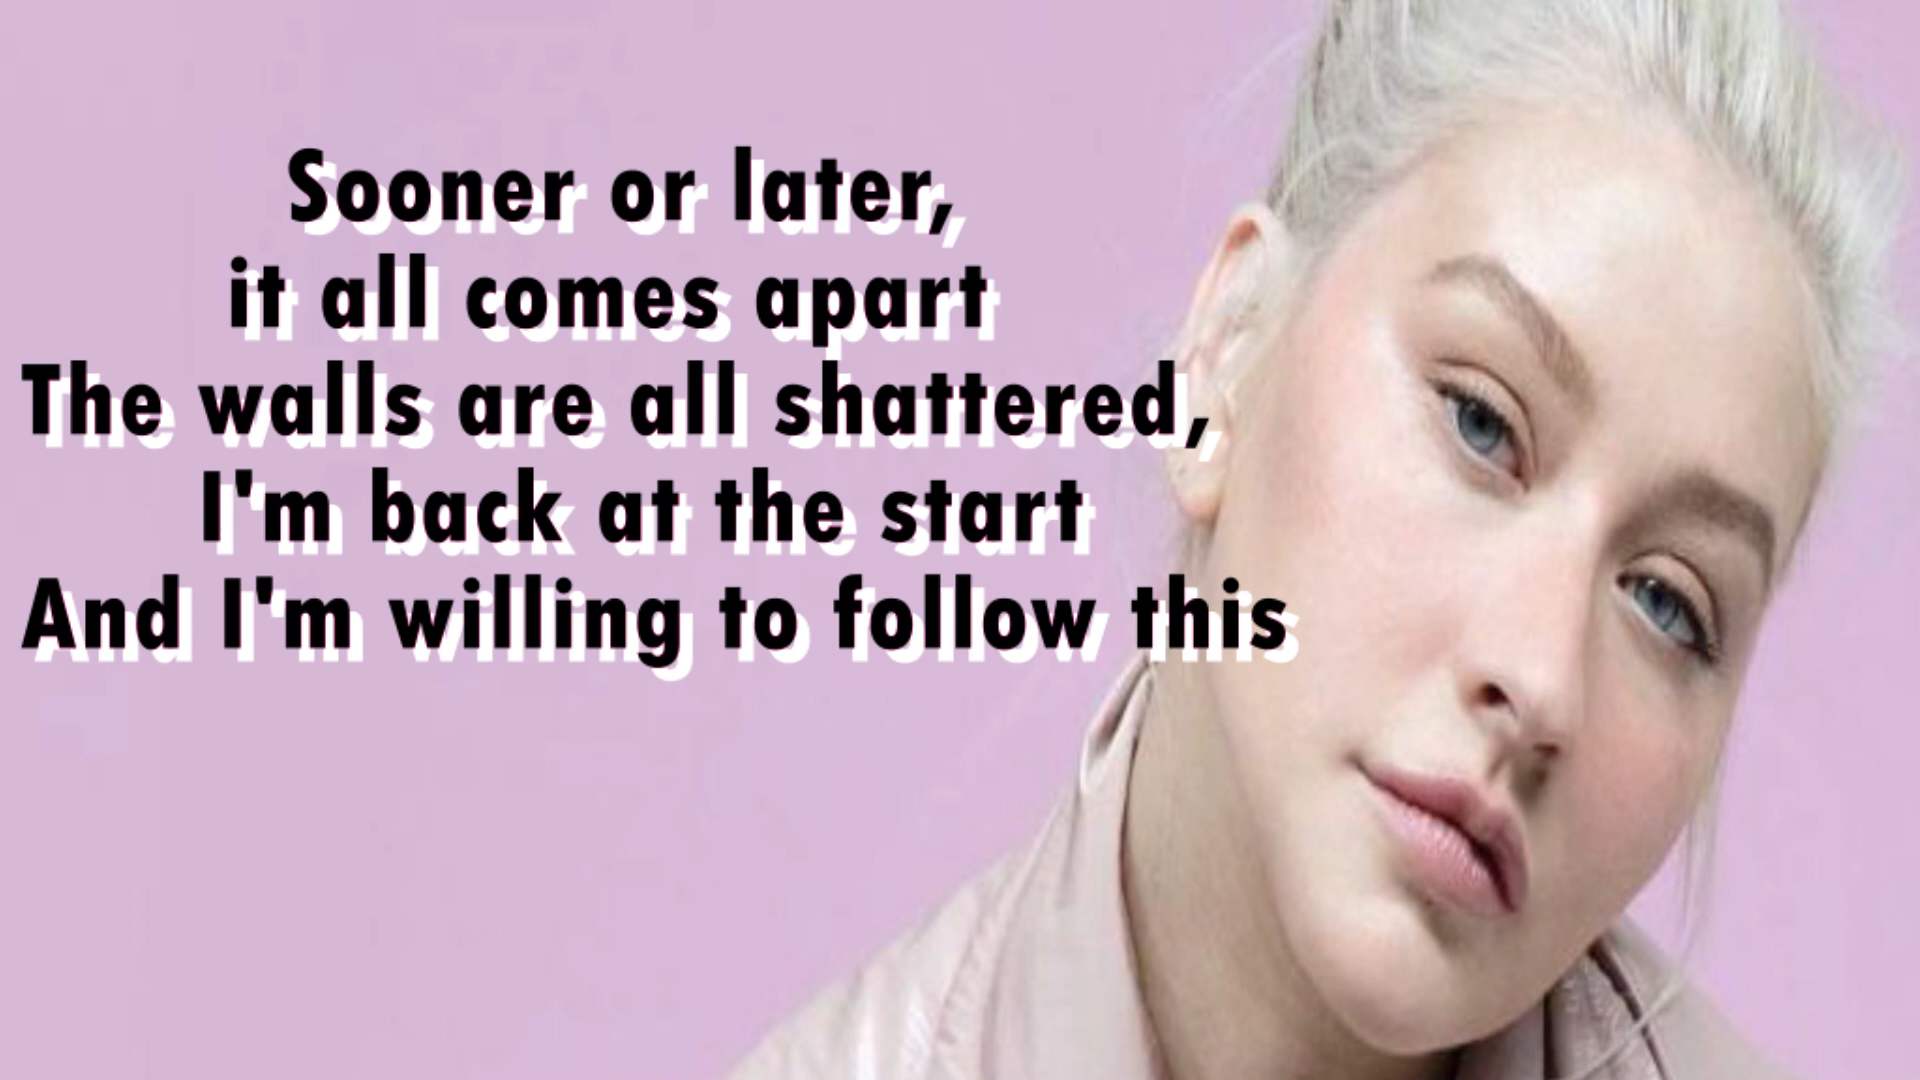 Sooner or later,
it all comes apart
The walls are all shattered,
I'm back at the start
And I'm willing to follow this